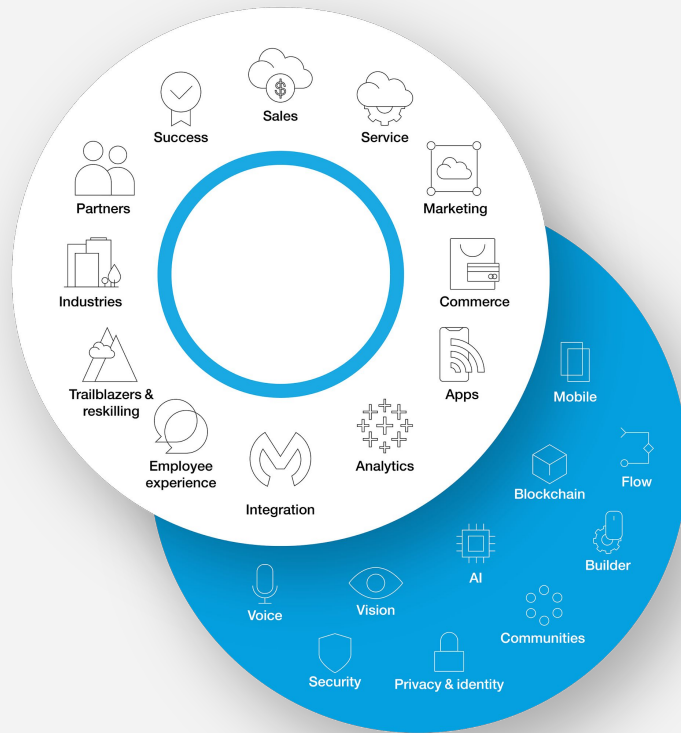 Sales
Service
Marketing
Commerce
Apps
Analytics
Integration
Employee
experience
Trailblazers &
reskilling
Industries
Partners
Success
Mobile
Flow
Blockchain
Builder
AI
Communities
Vision
Voice
Privacy & identity
Security